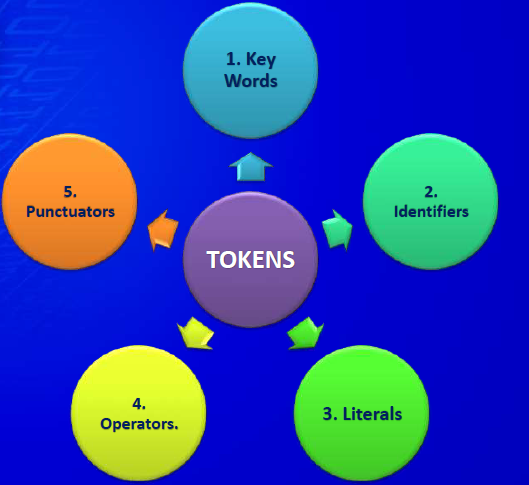 1. Key
Words
2.
Identifiers
3. Literals
4.
Operators.
5.
Punctuators
TOKENS